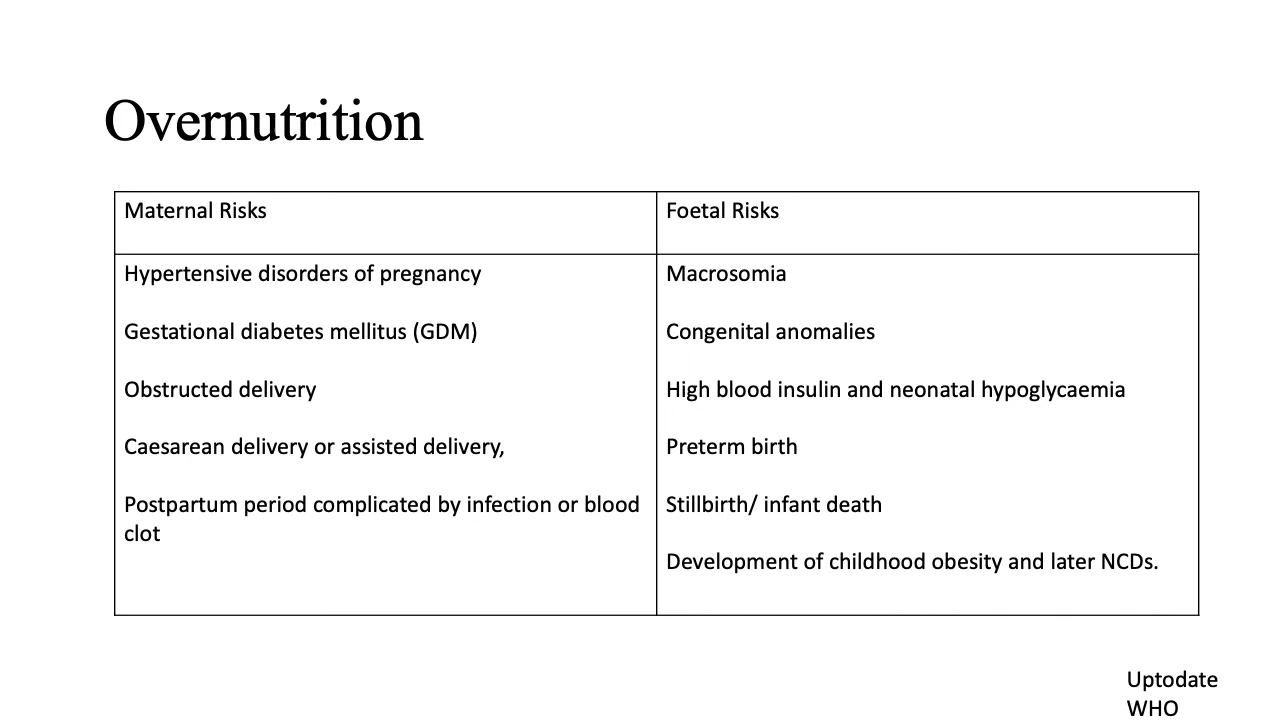 Overnutrition
Maternal Risks
Foetal Risks
Hypertensive disorders of pregnancy
Gestational diabetes mellitus (GDM)
Obstructed delivery
Caesarean delivery or assisted delivery,
Postpartum period complicated by infection or blood
clot
Macrosomia
Congenital anomalies
High blood insulin and neonatal hypoglycaemia
Preterm birth
Stillbirth/ infant death
Development of childhood obesity and later NCDs.
Uptodate
WHO